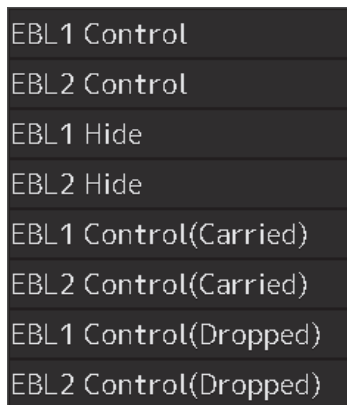 EBL1 Control
EBL2 Control
EBL1 Hide
EBL2 Hide
EBL1 Control(Carried)
EBL2 Control(Carried)
EBL1 Control(Dropped)
EBL2 Control(Dropped)